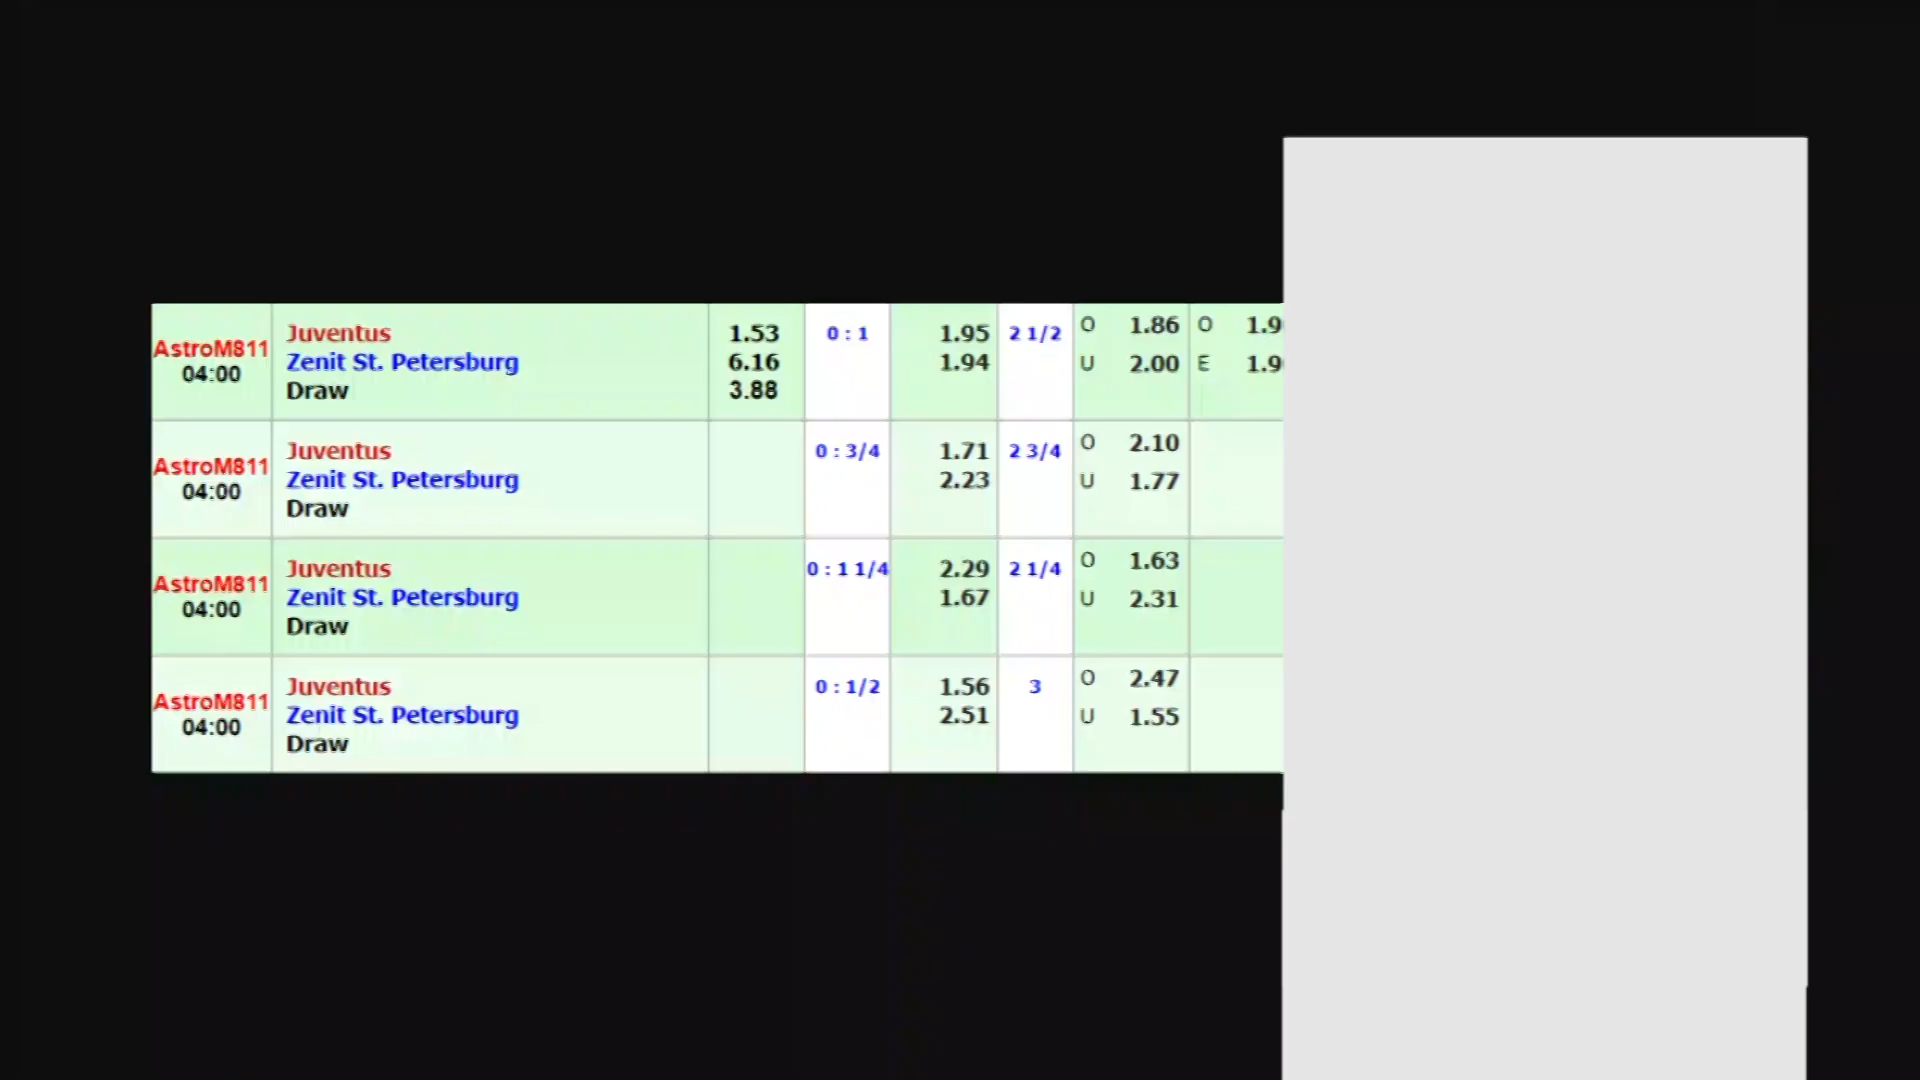 AstroM811
04:00
Juventus
Zenit St. Petersburg
Draw
1.53
6.16
3.88
0 : 1
1.95
1.94
2 1/2
O 1.86
U 2.00
O 1.9
E 1.9
AstroM811
04:00
Juventus
Zenit St. Petersburg
Draw
0 : 3/4
1.71
2.23
2 3/4
O 2.10
U 1.77
AstroM811
04:00
Juventus
Zenit St. Petersburg
Draw
0 : 1 1/4
2.29
1.67
2 1/4
O 1.63
U 2.31
AstroM811
04:00
Juventus
Zenit St. Petersburg
Draw
0 : 1/2
1.56
2.51
3
O 2.47
U 1.55